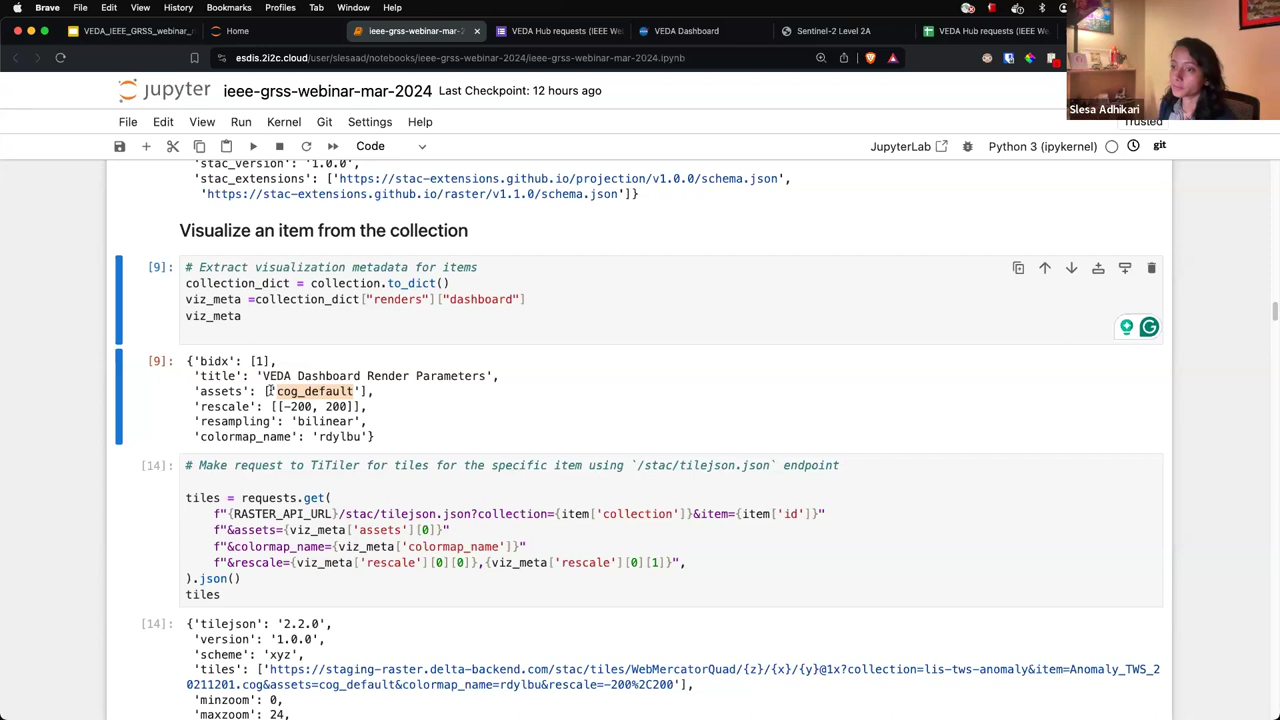 Brave File Edit View History Bookmarks Profiles Tab Window Help
VEDA_IEEE_GRSS_webinar_ Home ieee-grss-webinar-mar-2 VEDA Hub requests (IEEE We VEDA Dashboard Sentinel-2 Level 2A VEDA Hub requests (IEEE We
esdis.2i2c.cloud/user/slesaad/notebooks/ieee-grss-webinar-2024/ieee-grss-webinar-mar-2024.ipynb
jupyter ieee-grss-webinar-mar-2024 Last Checkpoint: 12 hours ago
Slesa Adhikari
File Edit View Run Kernel Git Settings Help
Trusted
Code JupyterLab Python 3 (ipykernel) git
'stac_version': '1.0.0',
'stac_extensions': ['https://stac-extensions.github.io/projection/v1.0.0/schema.json',
'https://stac-extensions.github.io/raster/v1.1.0/schema.json']}
Visualize an item from the collection
[9]: # Extract visualization metadata for items
collection_dict = collection.to_dict()
viz_meta =collection_dict["renders"]["dashboard"]
viz_meta
[9]: {'bidx': [1],
'title': 'VEDA Dashboard Render Parameters',
'assets': ['cog_default'],
'rescale': [[-200, 200]],
'resampling': 'bilinear',
'colormap_name': 'rdylbu'}
[14]: # Make request to TiTiler for tiles for the specific item using `/stac/tilejson.json` endpoint
tiles = requests.get(
f"{RASTER_API_URL}/stac/tilejson.json?collection={item['collection']}&item={item['id']}"
f"&assets={viz_meta['assets'][0]}"
f"&colormap_name={viz_meta['colormap_name']}"
f"&rescale={viz_meta['rescale'][0][0]},{viz_meta['rescale'][0][1]}",
).json()
tiles
[14]: {'tilejson': '2.2.0',
'version': '1.0.0',
'scheme': 'xyz',
'tiles': ['https://staging-raster.delta-backend.com/stac/tiles/WebMercatorQuad/{z}/{x}/{y}@1x?collection=lis-tws-anomaly&item=Anomaly_TWS_2
0211201.cog&assets=cog_default&colormap_name=rdylbu&rescale=-200%2C200'],
'minzoom': 0,
'maxzoom': 24,